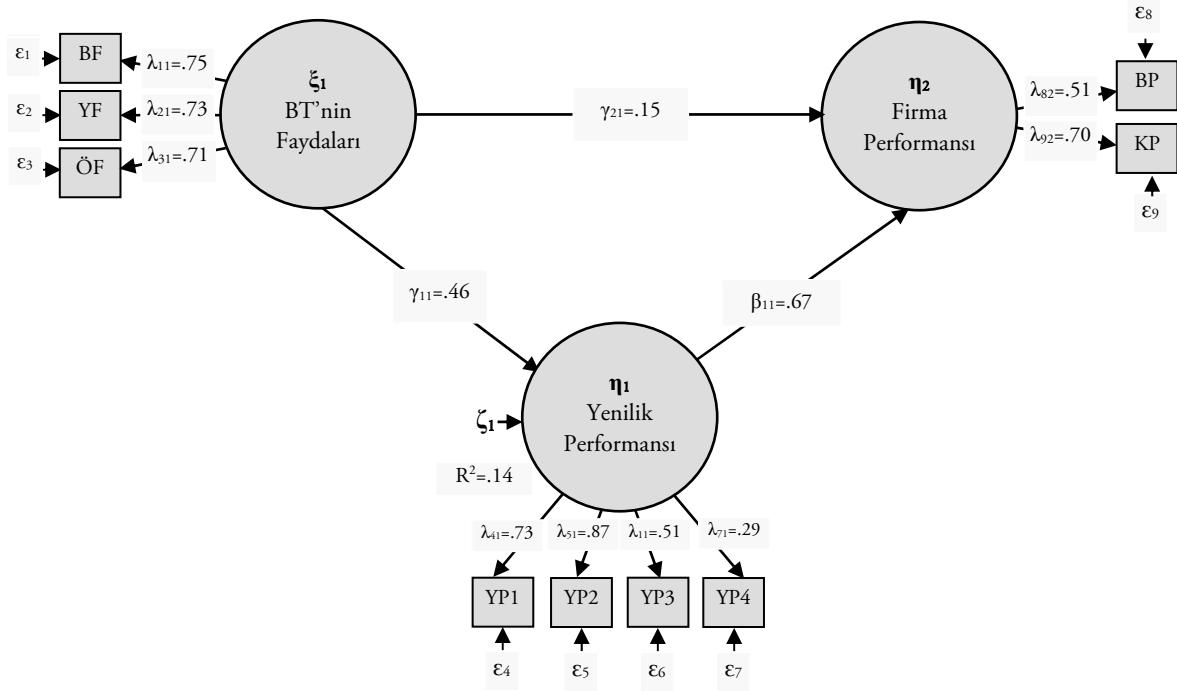 ε₁
BF
λ₁₁=.75
ε₂
YF
λ₂₁=.73
ε₃
ÖF
λ₃₁=.71
ξ₁
BT’nin
Faydaları
γ₂₁=.15
η₂
Firma
Performansı
ε₈
λ₈₂=.51
BP
λ₉₂=.70
KP
ε₉
γ₁₁=.46
β₁₁=.67
η₁
Yenilik
Performansı
ζ₁
R²=.14
λ₄₁=.73
λ₅₁=.87
λ₁₁=.51
λ₇₁=.29
YP1
YP2
YP3
YP4
ε₄
ε₅
ε₆
ε₇